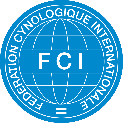 FEDERATION CYNOLOGIQUE INTERNATIONALE
FCI